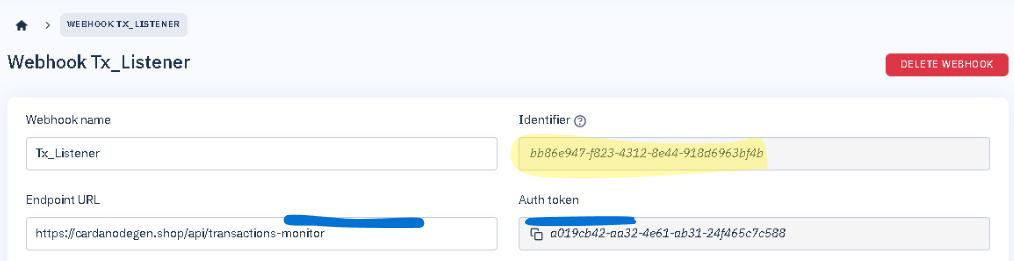 WEBHOOK TX_LISTENER
Webhook Tx_Listener
DELETE WEBHOOK
Webhook name
Tx_Listener
Identifier
bb86e947-f823-4312-8e44-918d6963bf4b
Endpoint URL
https://cardanodegen.shop/api/transactions-monitor
Auth token
a019cb42-aa32-4e61-ab31-24f465c7c588